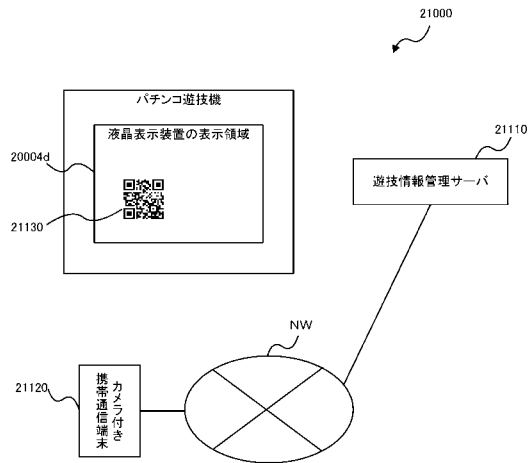 21000
パチンコ遊技機
液晶表示装置の表示領域
20004d
21130
21110
遊技情報管理サーバ
NW
21120
カメラ付き
携帯通信端末